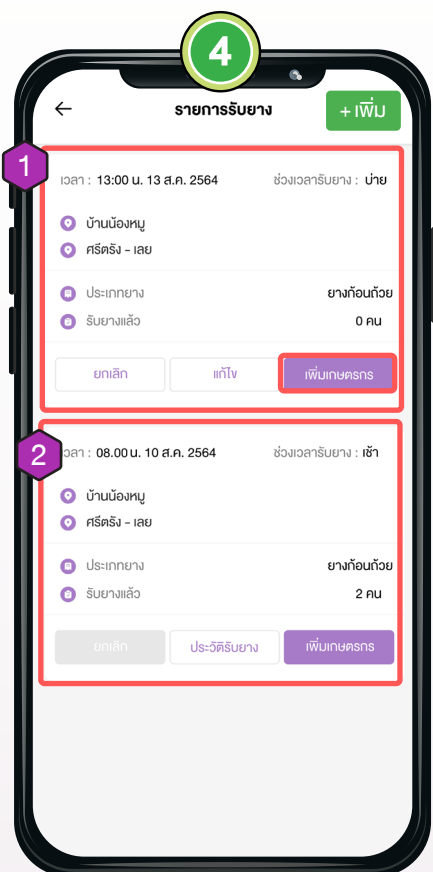 4
รายการรับยาง
+ เพิ่ม
1
เวลา : 13:00 น. 13 ส.ค. 2564 ช่วงเวลารับยาง : บ่าย
บ้านน้องหมู
ศรีตรัง - เลย
ประเภทยาง ยางก้อนถ้วย
รับยางแล้ว 0 คน
ยกเลิก แก้ไข เพิ่มเกษตรกร
2
เวลา : 08.00 น. 10 ส.ค. 2564 ช่วงเวลารับยาง : เช้า
บ้านน้องหมู
ศรีตรัง - เลย
ประเภทยาง ยางก้อนถ้วย
รับยางแล้ว 2 คน
ยกเลิก ประวัติรับยาง เพิ่มเกษตรกร